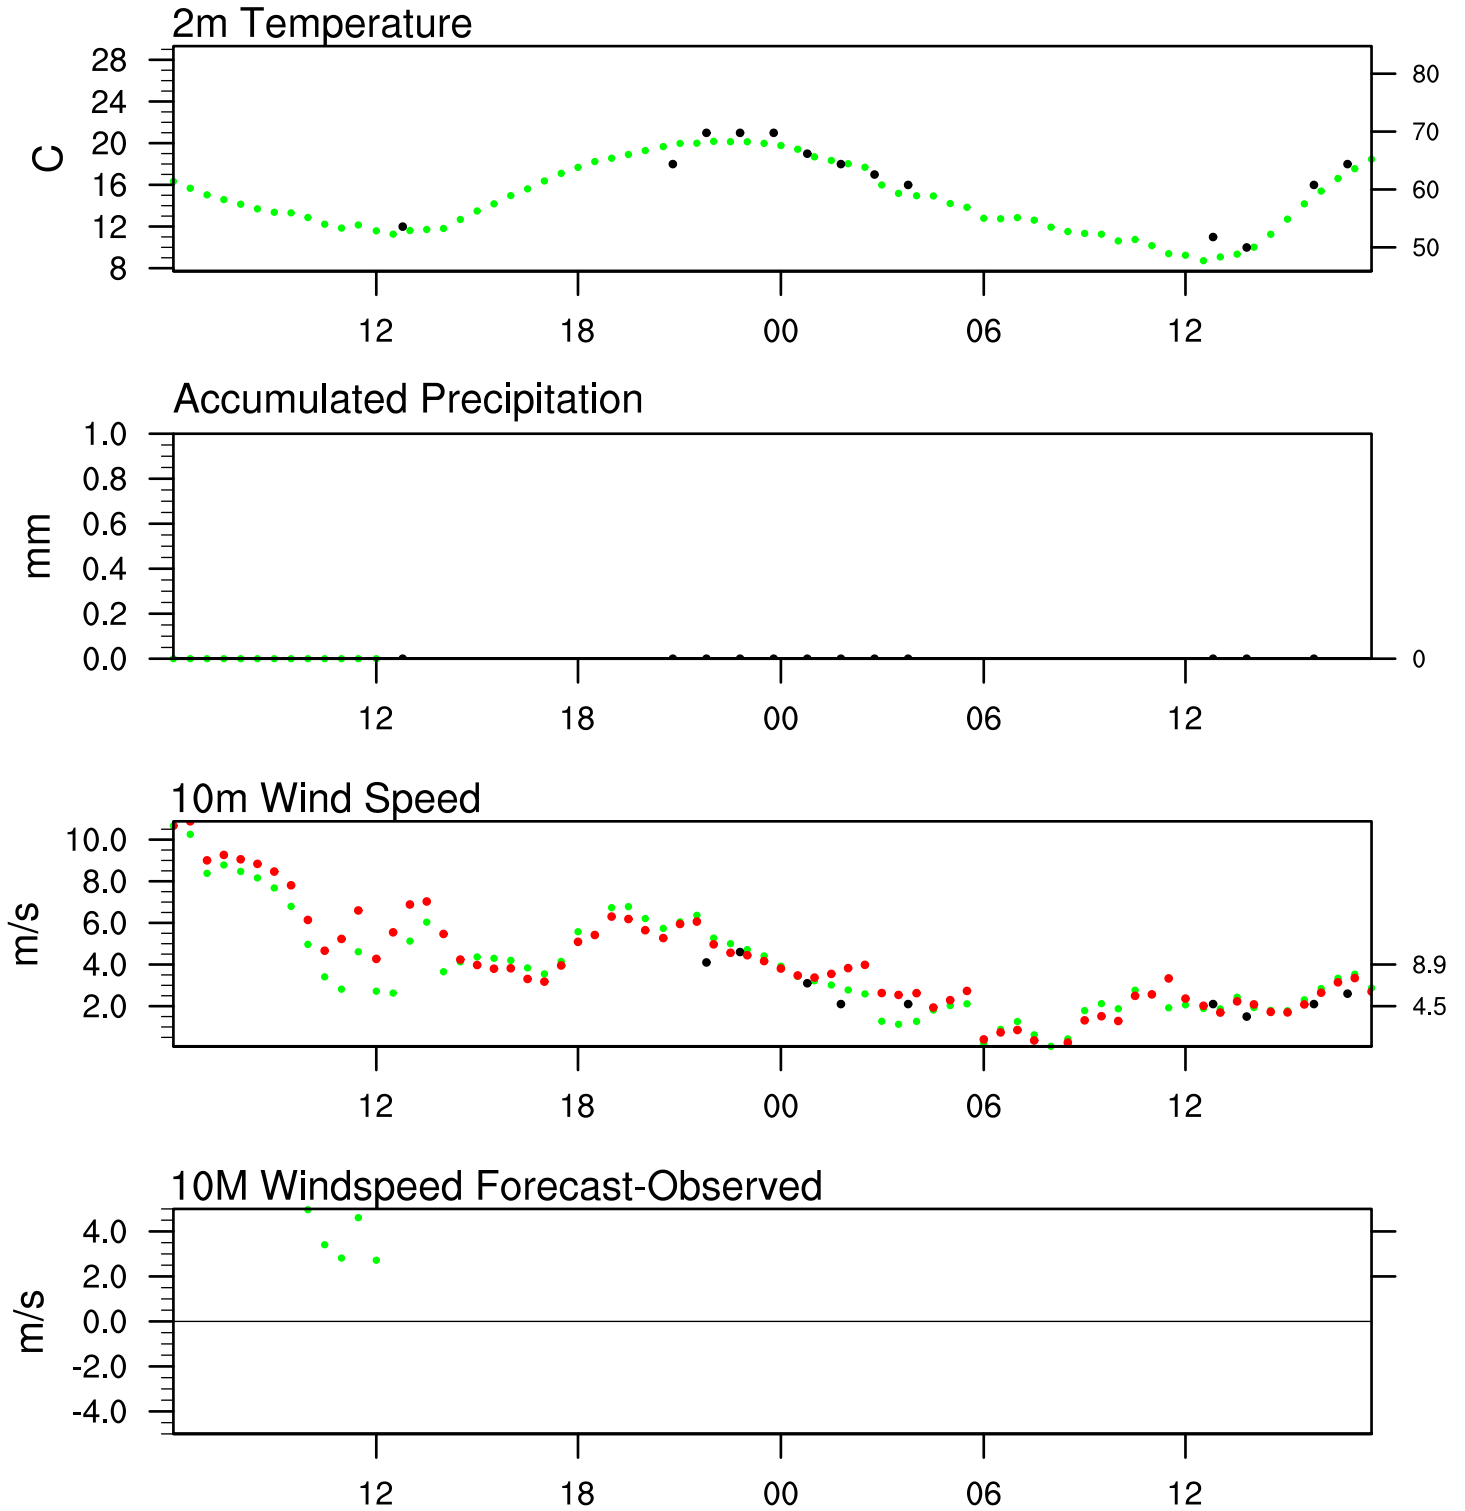 2m Temperature
28
24
20
16
12
8
C
80
70
60
50
12 18 00 06 12
Accumulated Precipitation
1.0
0.8
0.6
0.4
0.2
0.0
mm
0
12 18 00 06 12
10m Wind Speed
10.0
8.0
6.0
4.0
2.0
m/s
8.9
4.5
12 18 00 06 12
10M Windspeed Forecast-Observed
4.0
2.0
0.0
-2.0
-4.0
m/s
12 18 00 06 12